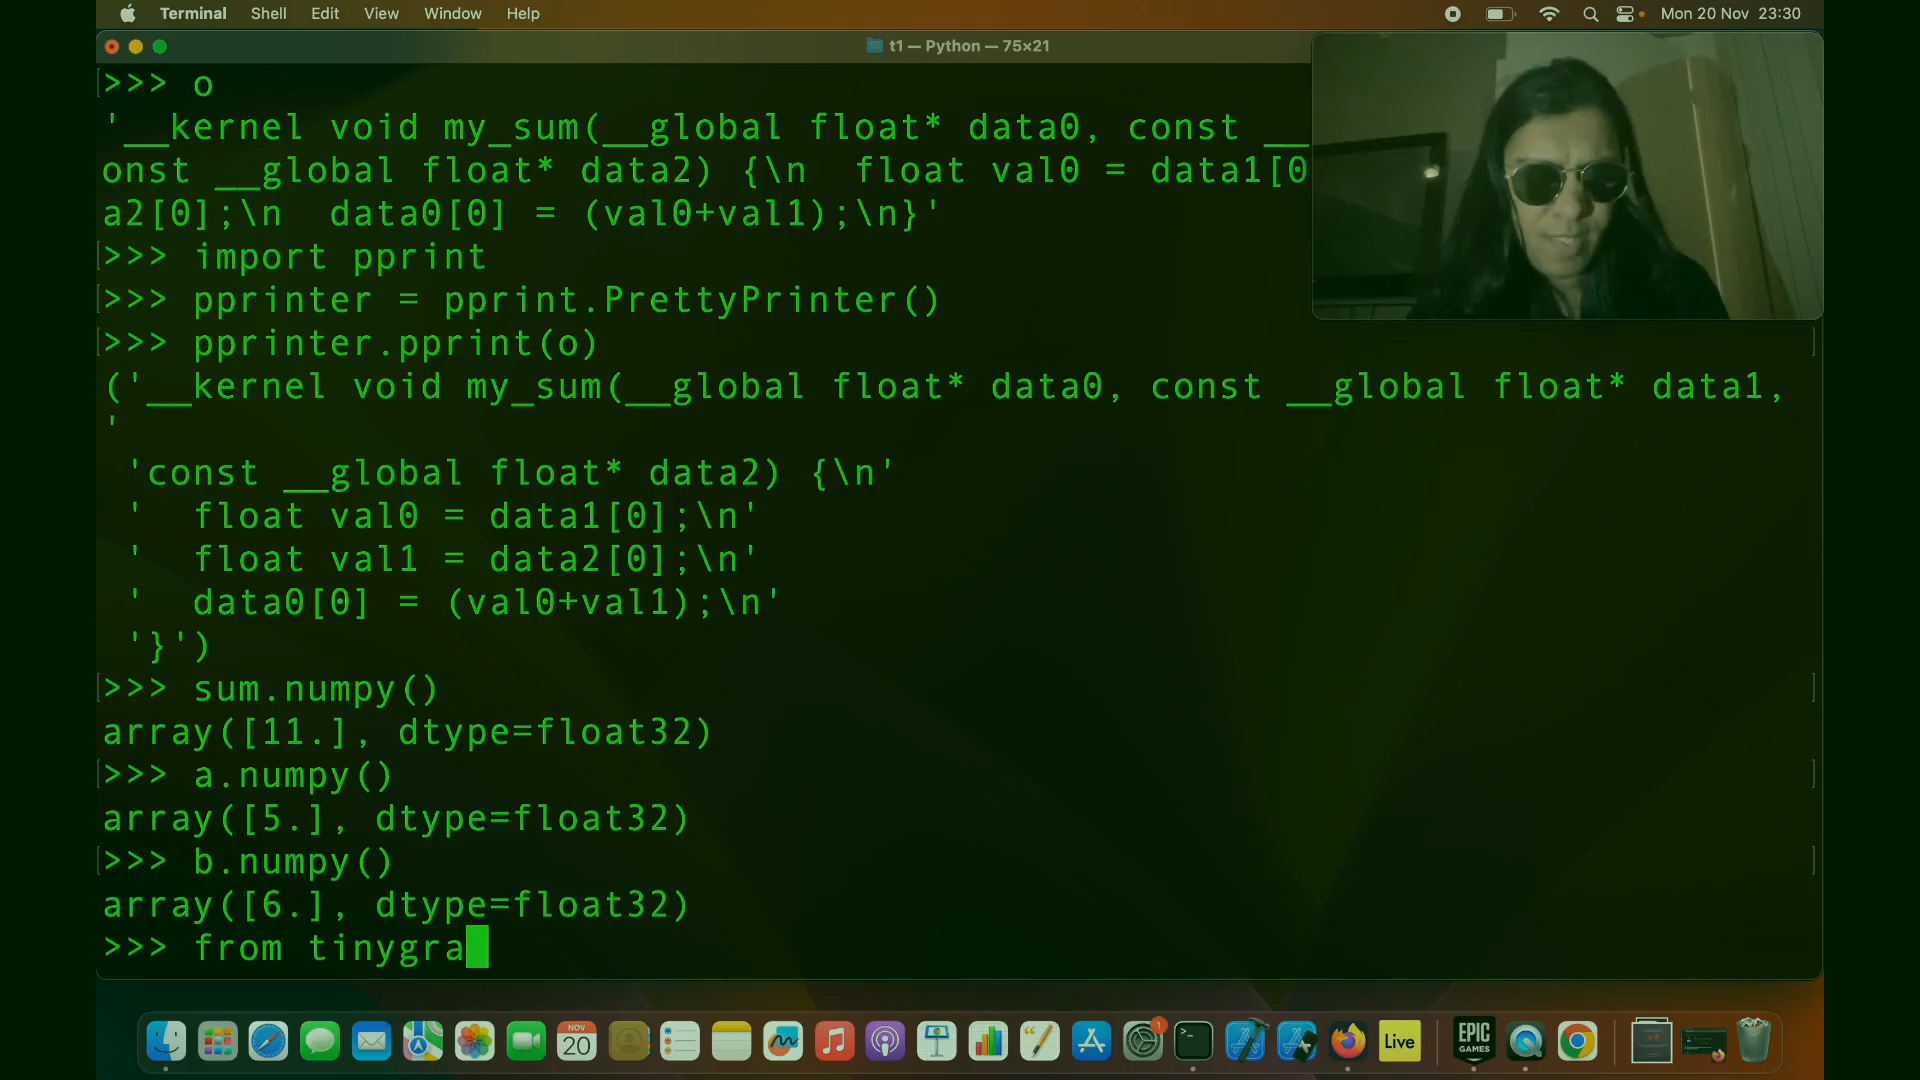 Terminal Shell Edit View Window Help Mon 20 Nov 23:30
t1 — Python — 75×21
>>> o
'__kernel void my_sum(__global float* data0, const __
onst __global float* data2) {\n  float val0 = data1[0
a2[0];\n  data0[0] = (val0+val1);\n}'
>>> import pprint
>>> pprinter = pprint.PrettyPrinter()
>>> pprinter.pprint(o)
('__kernel void my_sum(__global float* data0, const __global float* data1,
'
 'const __global float* data2) {\n'
 '  float val0 = data1[0];\n'
 '  float val1 = data2[0];\n'
 '  data0[0] = (val0+val1);\n'
 '}')
>>> sum.numpy()
array([11.], dtype=float32)
>>> a.numpy()
array([5.], dtype=float32)
>>> b.numpy()
array([6.], dtype=float32)
>>> from tinygra
NOV
20
1
Live
EPIC
GAMES